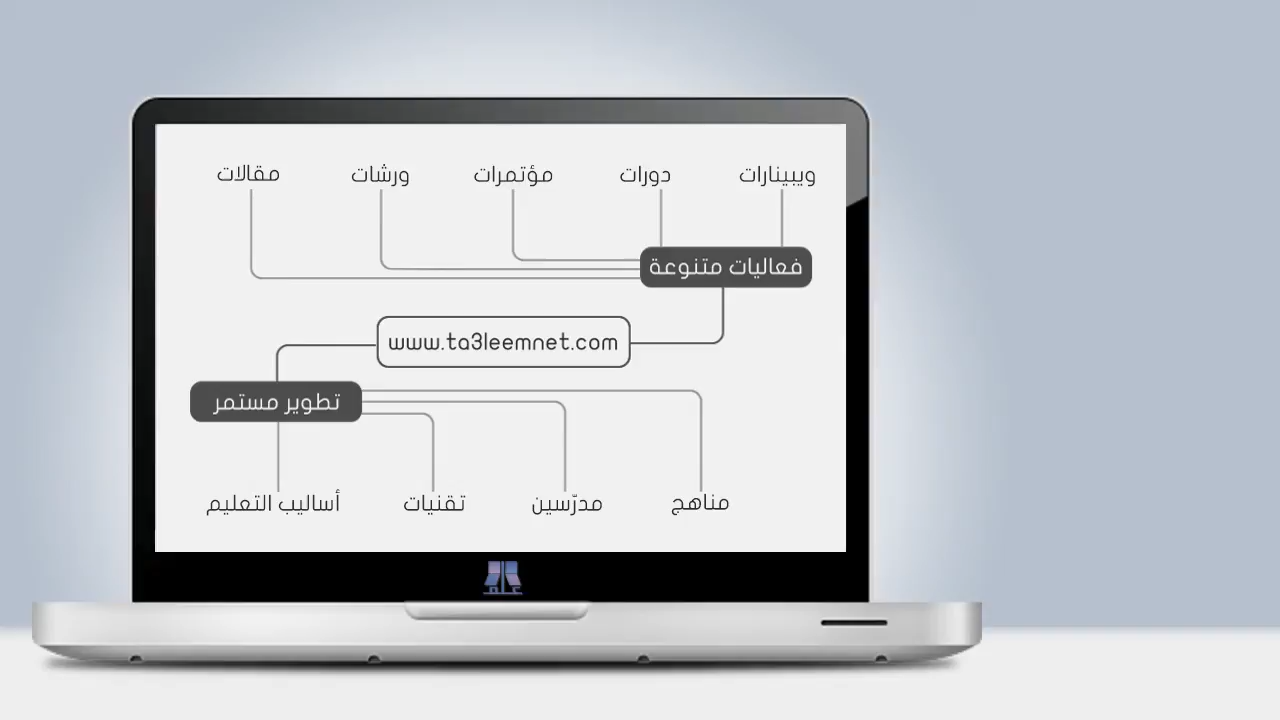 ويبينارات
دورات
مؤتمرات
ورشات
مقالات
فعاليات متنوعة
www.ta3leemnet.com
تطوير مستمر
مناهج
مدرّسين
تقنيات
أساليب التعليم